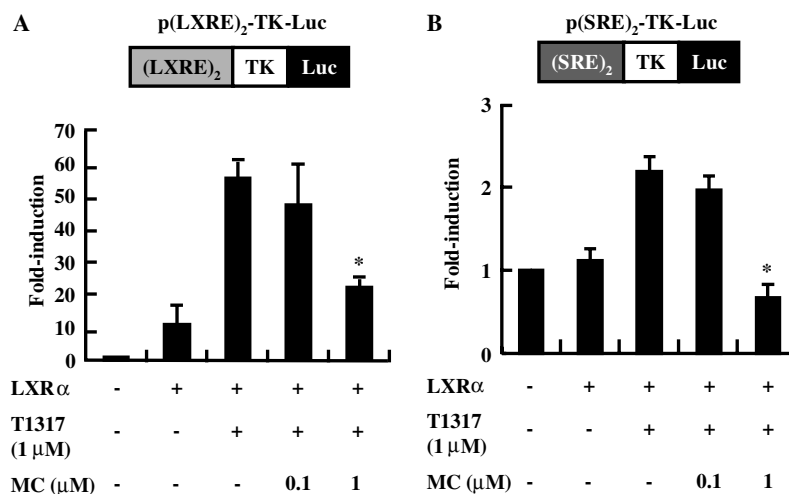 A
p(LXRE)₂-TK-Luc
(LXRE)₂ TK Luc
Fold-induction
70
60
50
40
30
20
10
0
*
LXRα - + + + +
T1317
(1 μM) - - + + +
MC (μM) - - - 0.1 1
B
p(SRE)₂-TK-Luc
(SRE)₂ TK Luc
Fold-induction
3
2
1
0
*
LXRα - + + + +
T1317
(1 μM) - - + + +
MC (μM) - - - 0.1 1